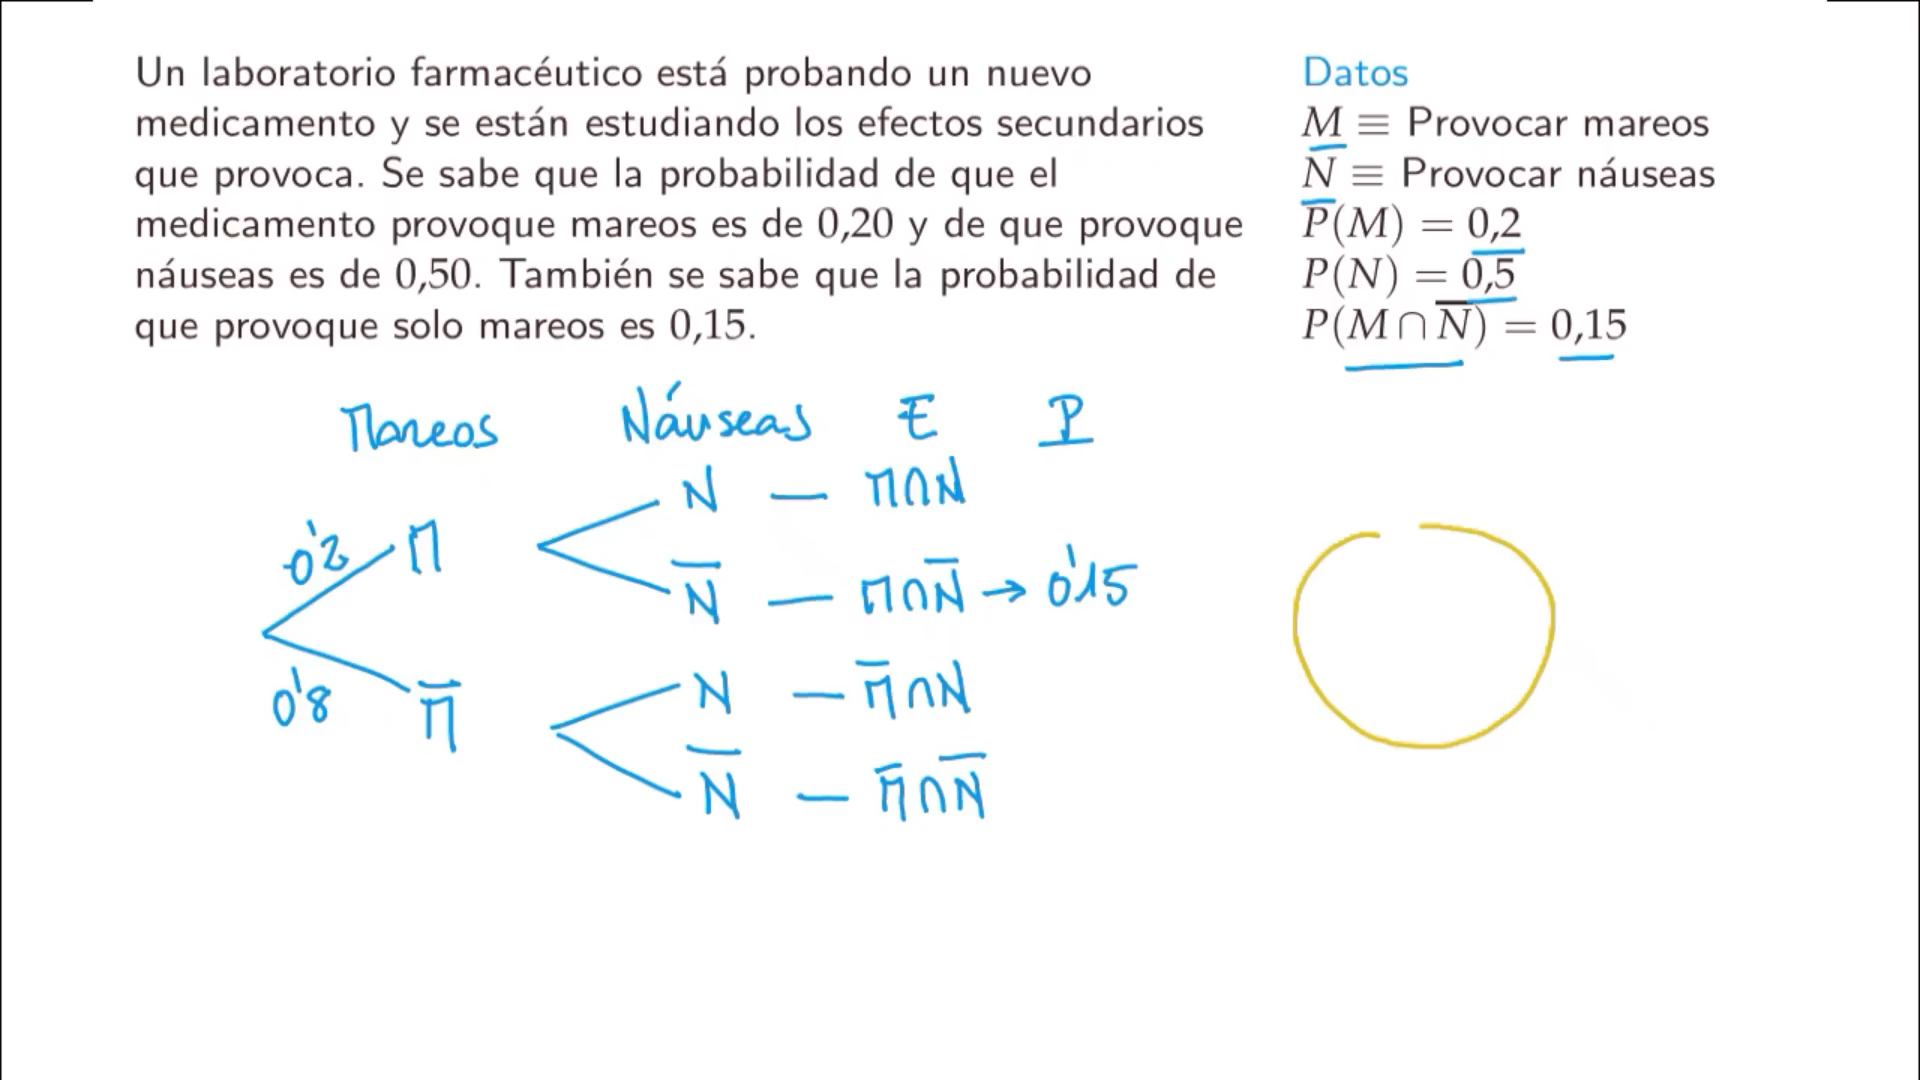 Un laboratorio farmacéutico está probando un nuevo
medicamento y se están estudiando los efectos secundarios
que provoca. Se sabe que la probabilidad de que el
medicamento provoque mareos es de 0,20 y de que provoque
náuseas es de 0,50. También se sabe que la probabilidad de
que provoque solo mareos es 0,15.
Datos
M ≡ Provocar mareos
N ≡ Provocar náuseas
P(M) = 0,2
P(N) = 0,5
P(M ∩ N̅) = 0,15
Mareos Náuseas E P
N — M∩N
0'2 M
N̅ — M∩N̅ → 0'15
0'8 M̅
N — M̅∩N
N̅ — M̅∩N̅